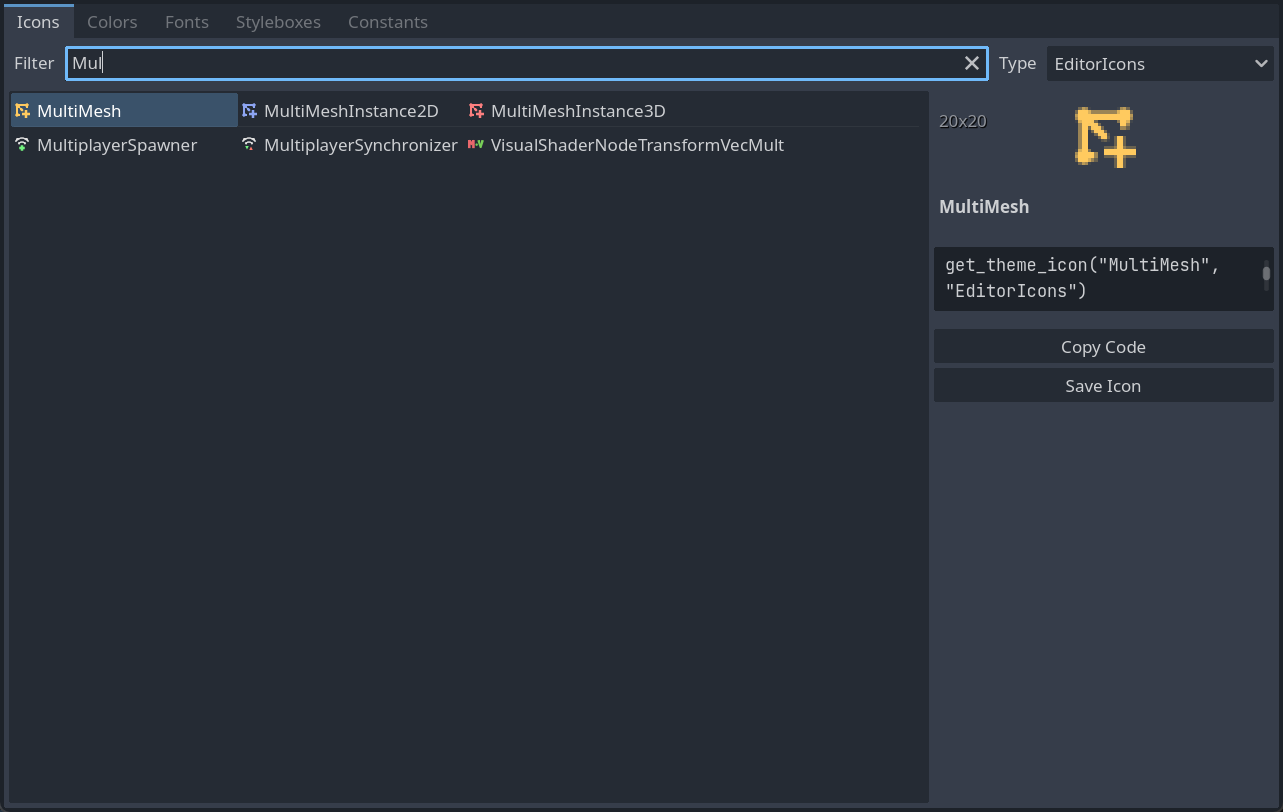 Icons Colors Fonts Styleboxes Constants
Filter Mul Type EditorIcons
MultiMesh MultiMeshInstance2D MultiMeshInstance3D
MultiplayerSpawner MultiplayerSynchronizer M·V VisualShaderNodeTransformVecMult
20x20
MultiMesh
get_theme_icon("MultiMesh",
"EditorIcons")
Copy Code
Save Icon